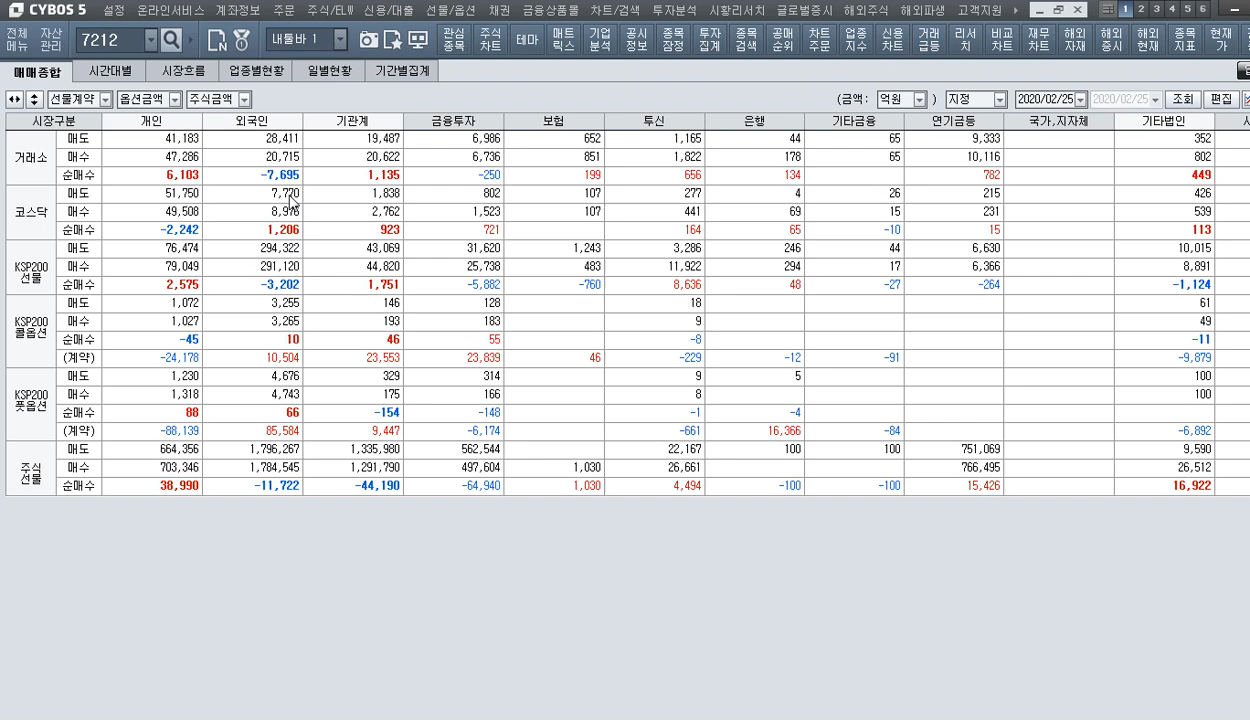 CYBOS 5 설정 온라인서비스 계좌정보 주문 주식/ELW 신용/대출 선물/옵션 채권 금융상품몰 차트/검색 투자분석 시황리서치 글로벌증시 해외주식 해외파생 고객지원 1 2 3 4 5 6
전체메뉴 자산관리 7212 내툴바 1 관심종목 주식차트 테마 매트릭스 기업분석 공시정보 종목잠정 투자집계 종목검색 공매순위 차트주문 업종지수 신용차트 거래급등 리서치 비교차트 재무차트 해외자재 해외증시 해외현재 종목지표 현재가
매매종합 시간대별 시장흐름 업종별현황 일별현황 기간별집계
선물계약 옵션금액 주식금액 (금액: 억원 ) 지정 2020/02/25 2020/02/25 조회 편집
시장구분 개인 외국인 기관계 금융투자 보험 투신 은행 기타금융 연기금등 국가,지자체 기타법인
거래소 매도 41,183 28,411 19,487 6,986 652 1,165 44 65 9,333 352
매수 47,286 20,715 20,622 6,736 851 1,822 178 65 10,116 802
순매수 6,103 -7,695 1,135 -250 199 656 134 782 449
코스닥 매도 51,750 7,770 1,838 802 107 277 4 26 215 426
매수 49,508 8,976 2,762 1,523 107 441 69 15 231 539
순매수 -2,242 1,206 923 721 164 65 -10 15 113
KSP200 선물 매도 76,474 294,322 43,069 31,620 1,243 3,286 246 44 6,630 10,015
매수 79,049 291,120 44,820 25,738 483 11,922 294 17 6,366 8,891
순매수 2,575 -3,202 1,751 -5,882 -760 8,636 48 -27 -264 -1,124
KSP200 콜옵션 매도 1,072 3,255 146 128 18 61
매수 1,027 3,265 193 183 9 49
순매수 -45 10 46 55 -8 -11
(계약) -24,178 10,504 23,553 23,839 46 -229 -12 -91 -9,879
KSP200 풋옵션 매도 1,230 4,676 329 314 9 5 100
매수 1,318 4,743 175 166 8 100
순매수 88 66 -154 -148 -1 -4
(계약) -88,139 85,584 9,447 -6,174 -661 16,366 -84 -6,892
주식 선물 매도 664,356 1,796,267 1,335,980 562,544 22,167 100 100 751,069 9,590
매수 703,346 1,784,545 1,291,790 497,604 1,030 26,661 766,495 26,512
순매수 38,990 -11,722 -44,190 -64,940 1,030 4,494 -100 -100 15,426 16,922